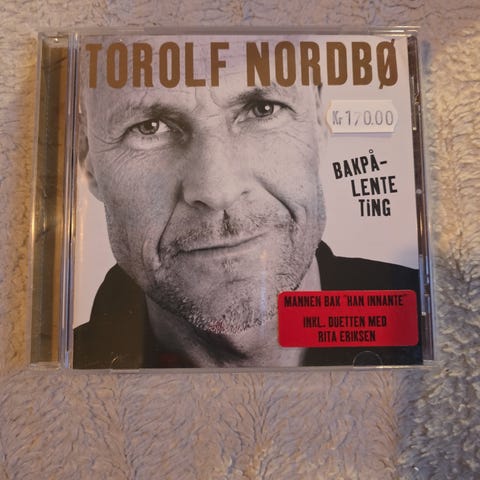 TOROLF NORDBØ
Kr 170.00
BAKPÅ-
LENTE
TiNG
MANNEN BAK "HAN INNANTE"
INKL. DUETTEN MED
RITA ERIKSEN